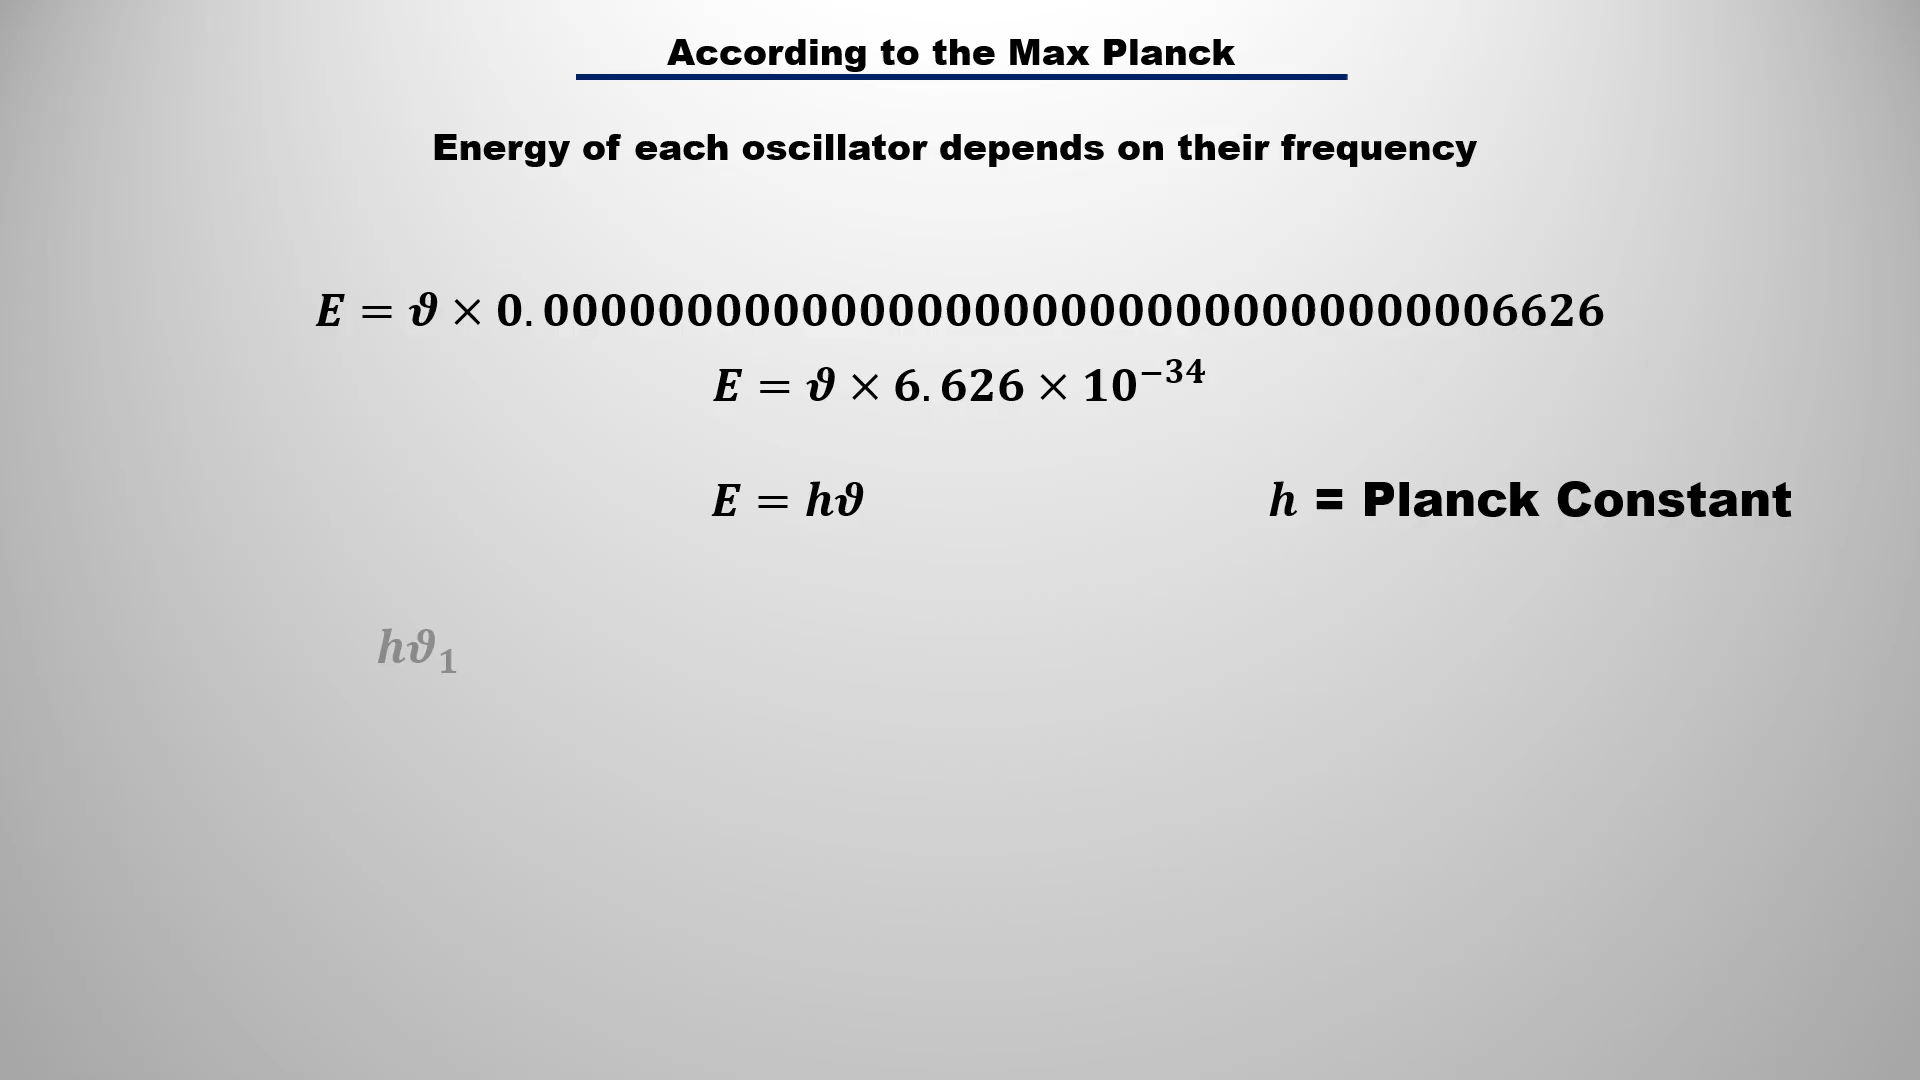 According to the Max Planck
Energy of each oscillator depends on their frequency
E = ϑ × 0.0000000000000000000000000000000006626
E = ϑ × 6.626 × 10⁻³⁴
E = hϑ
h = Planck Constant
hϑ₁